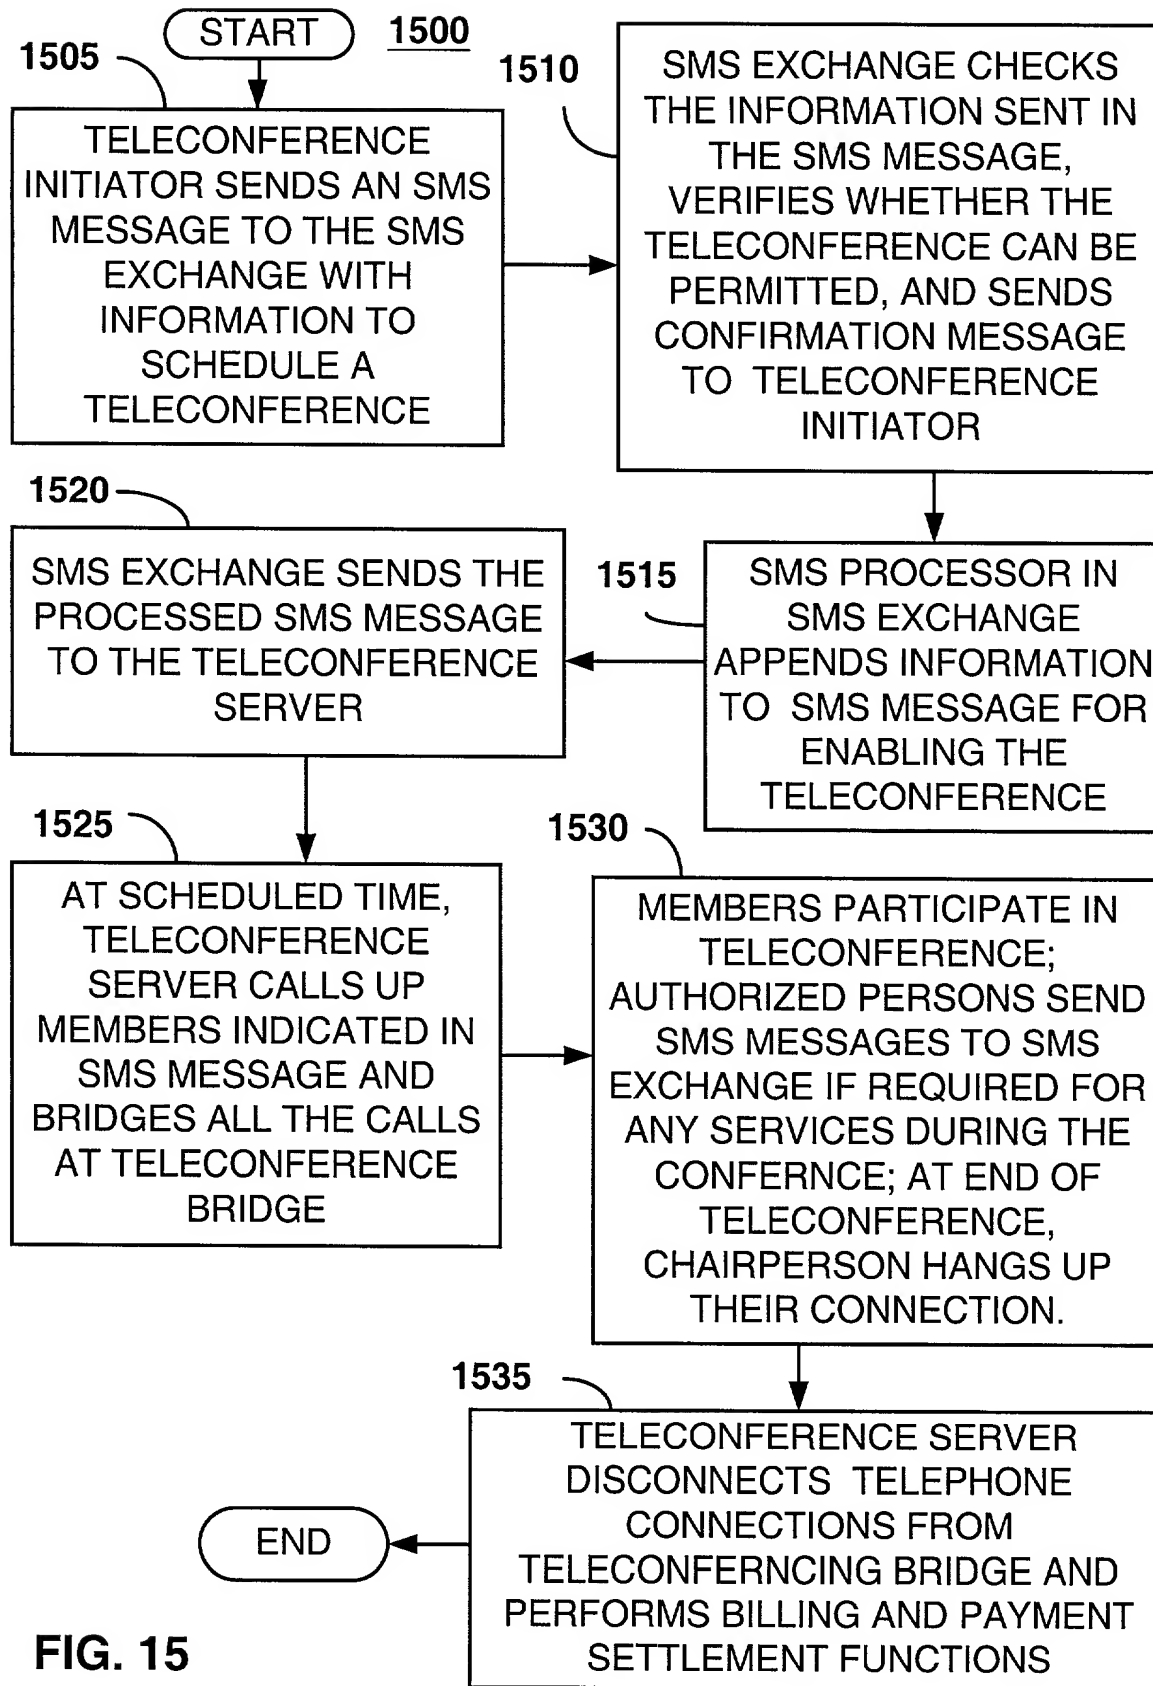 START
1500
1505
TELECONFERENCE
INITIATOR SENDS AN SMS
MESSAGE TO THE SMS
EXCHANGE WITH
INFORMATION TO
SCHEDULE A
TELECONFERENCE
1510
SMS EXCHANGE CHECKS
THE INFORMATION SENT IN
THE SMS MESSAGE,
VERIFIES WHETHER THE
TELECONFERENCE CAN BE
PERMITTED, AND SENDS
CONFIRMATION MESSAGE
TO TELECONFERENCE
INITIATOR
1515
SMS PROCESSOR IN
SMS EXCHANGE
APPENDS INFORMATION
TO SMS MESSAGE FOR
ENABLING THE
TELECONFERENCE
1520
SMS EXCHANGE SENDS THE
PROCESSED SMS MESSAGE
TO THE TELECONFERENCE
SERVER
1525
AT SCHEDULED TIME,
TELECONFERENCE
SERVER CALLS UP
MEMBERS INDICATED IN
SMS MESSAGE AND
BRIDGES ALL THE CALLS
AT TELECONFERENCE
BRIDGE
1530
MEMBERS PARTICIPATE IN
TELECONFERENCE;
AUTHORIZED PERSONS SEND
SMS MESSAGES TO SMS
EXCHANGE IF REQUIRED FOR
ANY SERVICES DURING THE
CONFERNCE; AT END OF
TELECONFERENCE,
CHAIRPERSON HANGS UP
THEIR CONNECTION.
1535
TELECONFERENCE SERVER
DISCONNECTS TELEPHONE
CONNECTIONS FROM
TELECONFERNCING BRIDGE AND
PERFORMS BILLING AND PAYMENT
SETTLEMENT FUNCTIONS
END
FIG. 15